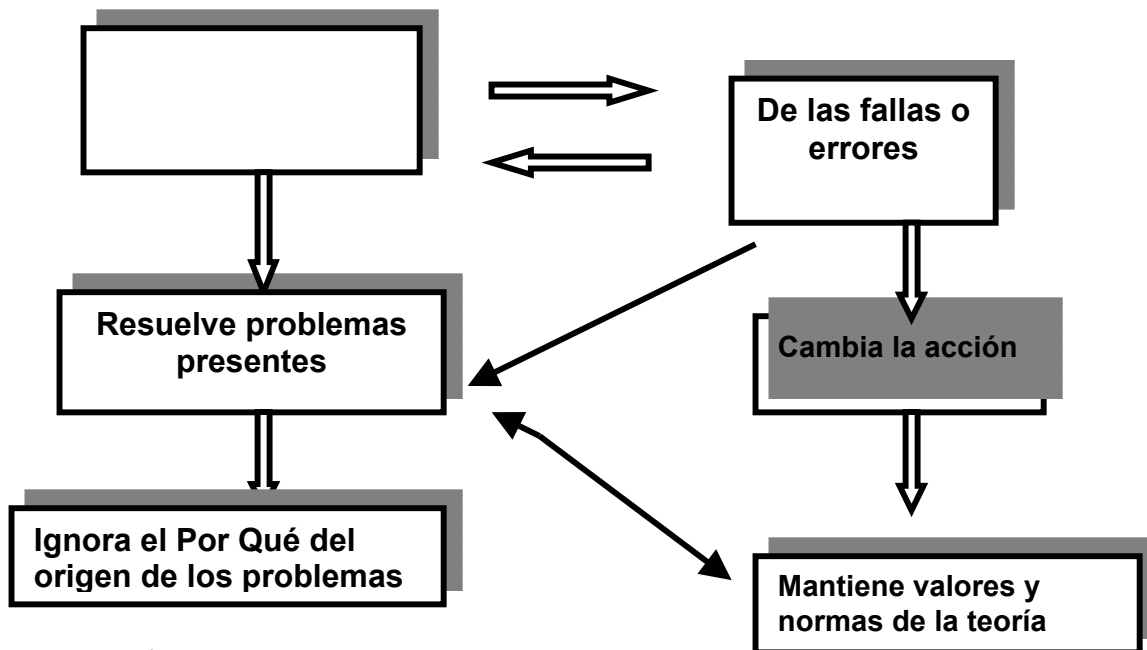 De las fallas o
errores
Resuelve problemas
presentes
Cambia la acción
Ignora el Por Qué del
origen de los problemas
Mantiene valores y
normas de la teoría